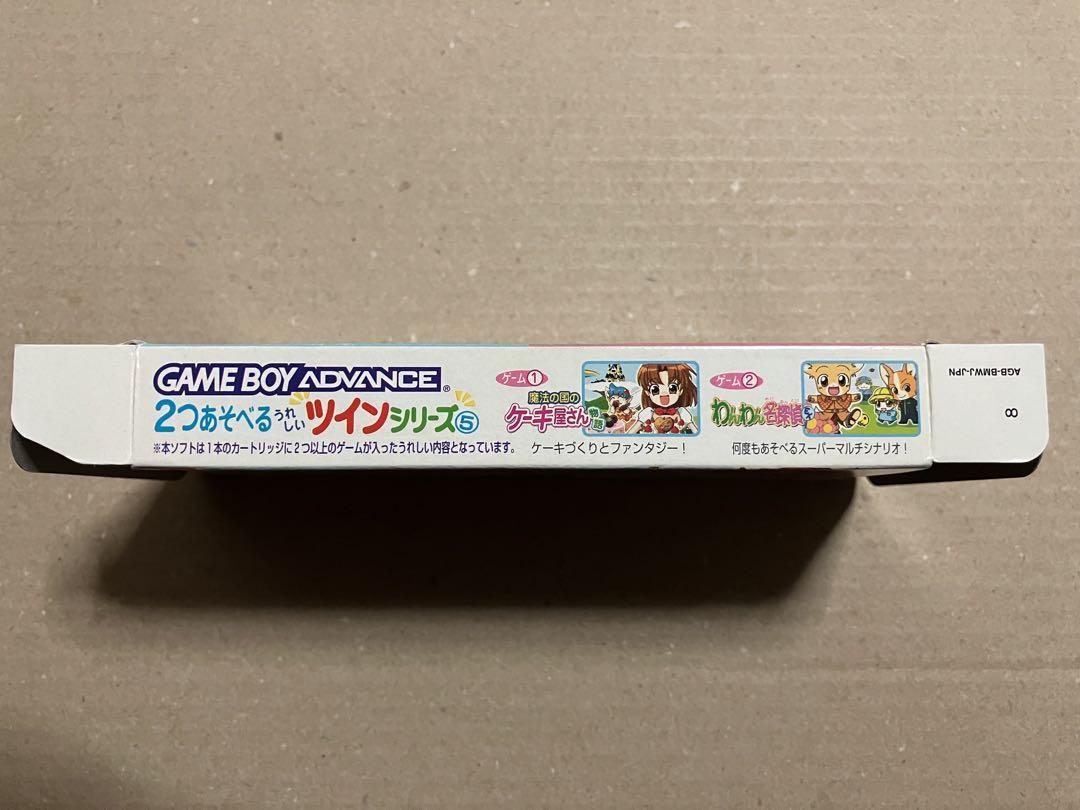 GAME BOY ADVANCE®
2つあそべるうれしいツインシリーズ⑤
※本ソフトは1本のカートリッジに2つ以上のゲームが入ったうれしい内容となっています。
ゲーム①
魔法の国の
ケーキ屋さん物語
ケーキづくりとファンタジー!
ゲーム②
わんわん名探偵EX
何度もあそべるスーパーマルチシナリオ!
AGB-BMWJ-JPN
8